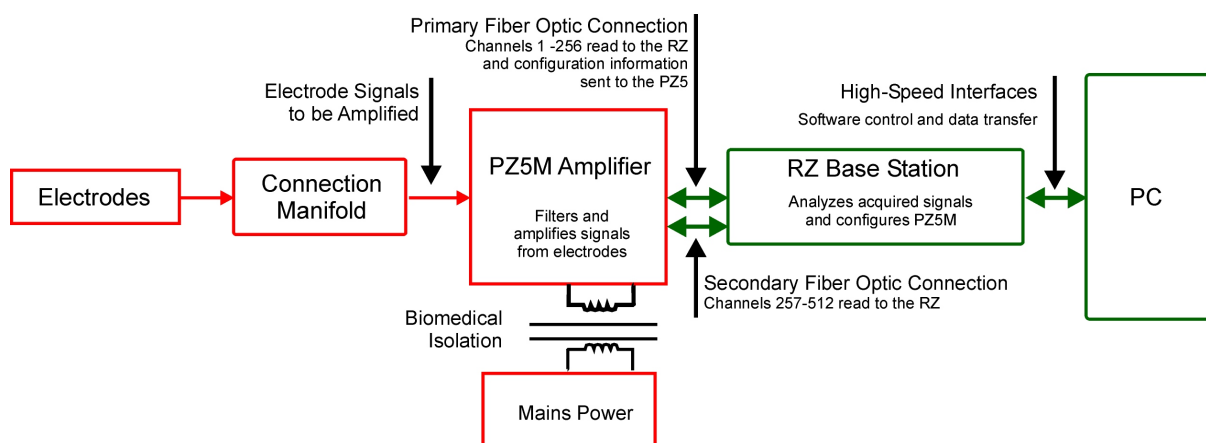 Primary Fiber Optic Connection
Channels 1 -256 read to the RZ
and configuration information
sent to the PZ5
Electrode Signals
to be Amplified
High-Speed Interfaces
Software control and data transfer
Electrodes
Connection
Manifold
PZ5M Amplifier
Filters and
amplifies signals
from electrodes
RZ Base Station
Analyzes acquired signals
and configures PZ5M
PC
Secondary Fiber Optic Connection
Channels 257-512 read to the RZ
Biomedical
Isolation
Mains Power